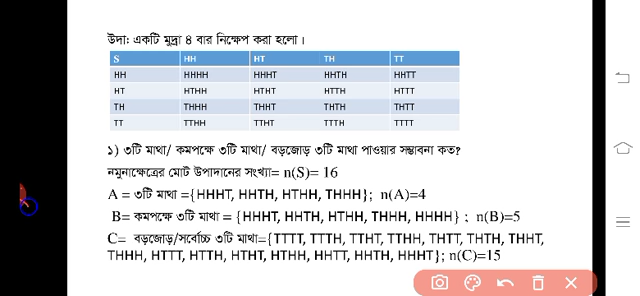 উদা: একটি মুদ্রা ৪ বার নিক্ষেপ করা হলো।
S HH HT TH TT
HH HHHH HHHT HHTH HHTT
HT HTHH HTHT HTTH HTTT
TH THHH THHT THTH THTT
TT TTHH TTHT TTTH TTTT
১) ৩টি মাথা/ কমপক্ষে ৩টি মাথা/ বড়জোড় ৩টি মাথা পাওয়ার সম্ভাবনা কত?
নমুনাক্ষেত্রের মোট উপাদানের সংখ্যা= n(S)= 16
A = ৩টি মাথা ={HHHT, HHTH, HTHH, THHH}; n(A)=4
B= কমপক্ষে ৩টি মাথা = {HHHT, HHTH, HTHH, THHH, HHHH} ; n(B)=5
C= বড়জোড়/সর্বোচ্চ ৩টি মাথা={TTTT, TTTH, TTHT, TTHH, THTT, THTH, THHT,
THHH, HTTT, HTTH, HTHT, HTHH, HHTT, HHTH, HHHT}; n(C)=15